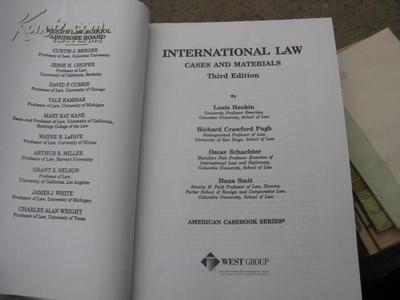 WEST'S LAW SCHOOL
ADVISORY BOARD
CURTIS J. BERGER
Professor of Law, Columbia University
JESSE H. CHOPER
Professor of Law,
University of California, Berkeley
DAVID P. CURRIE
Professor of Law, University of Chicago
YALE KAMISAR
Professor of Law, University of Michigan
MARY KAY KANE
Dean and Professor of Law, University of California,
Hastings College of the Law
WAYNE R. LaFAVE
Professor of Law, University of Illinois
ARTHUR R. MILLER
Professor of Law, Harvard University
GRANT S. NELSON
Professor of Law,
University of California, Los Angeles
JAMES J. WHITE
Professor of Law, University of Michigan
CHARLES ALAN WRIGHT
Professor of Law, University of Texas
INTERNATIONAL LAW
CASES AND MATERIALS
Third Edition
By
Louis Henkin
University Professor Emeritus,
Columbia University, School of Law
Richard Crawford Pugh
Distinguished Professor of Law,
University of San Diego, School of Law
Oscar Schachter
Hamilton Fish Professor Emeritus of
International Law and Diplomacy,
Columbia University, School of Law
Hans Smit
Stanley H. Fuld Professor of Law, Director,
Parker School of Foreign and Comparative Law,
Columbia University, School of Law
AMERICAN CASEBOOK SERIES®
WEST GROUP